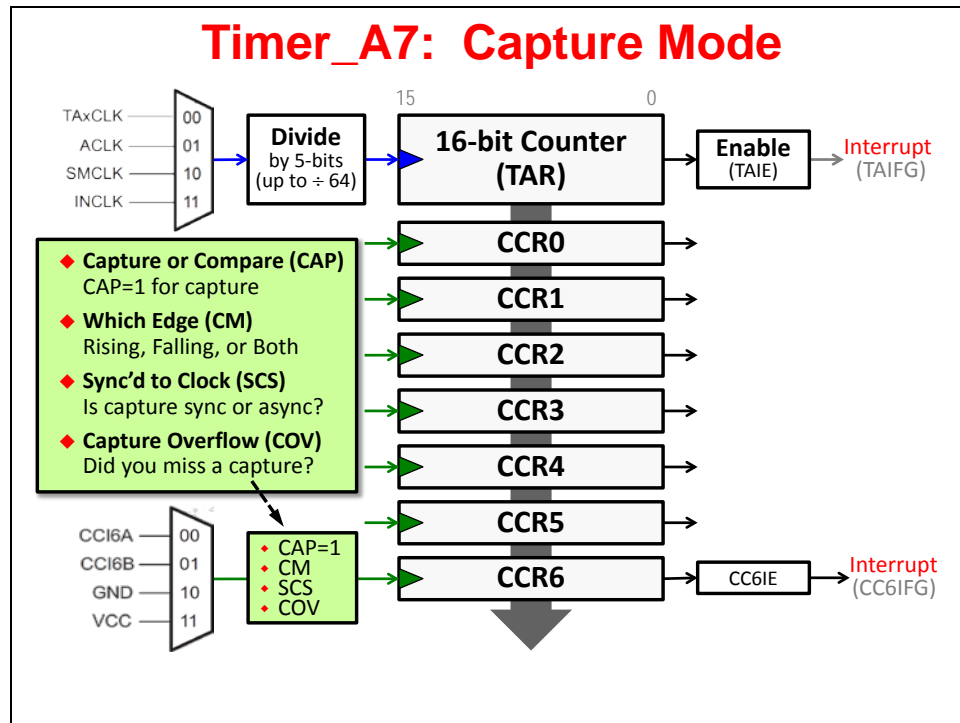 Timer_A7: Capture Mode
15
0
TAxCLK
00
ACLK
01
SMCLK
10
INCLK
11
Divide
by 5-bits
(up to ÷ 64)
16-bit Counter
(TAR)
Enable
(TAIE)
Interrupt
(TAIFG)
◆ Capture or Compare (CAP)
CAP=1 for capture
◆ Which Edge (CM)
Rising, Falling, or Both
◆ Sync’d to Clock (SCS)
Is capture sync or async?
◆ Capture Overflow (COV)
Did you miss a capture?
CCR0
CCR1
CCR2
CCR3
CCR4
CCR5
CCR6
CCI6A
00
CCI6B
01
GND
10
VCC
11
◆ CAP=1
◆ CM
◆ SCS
◆ COV
CC6IE
Interrupt
(CC6IFG)